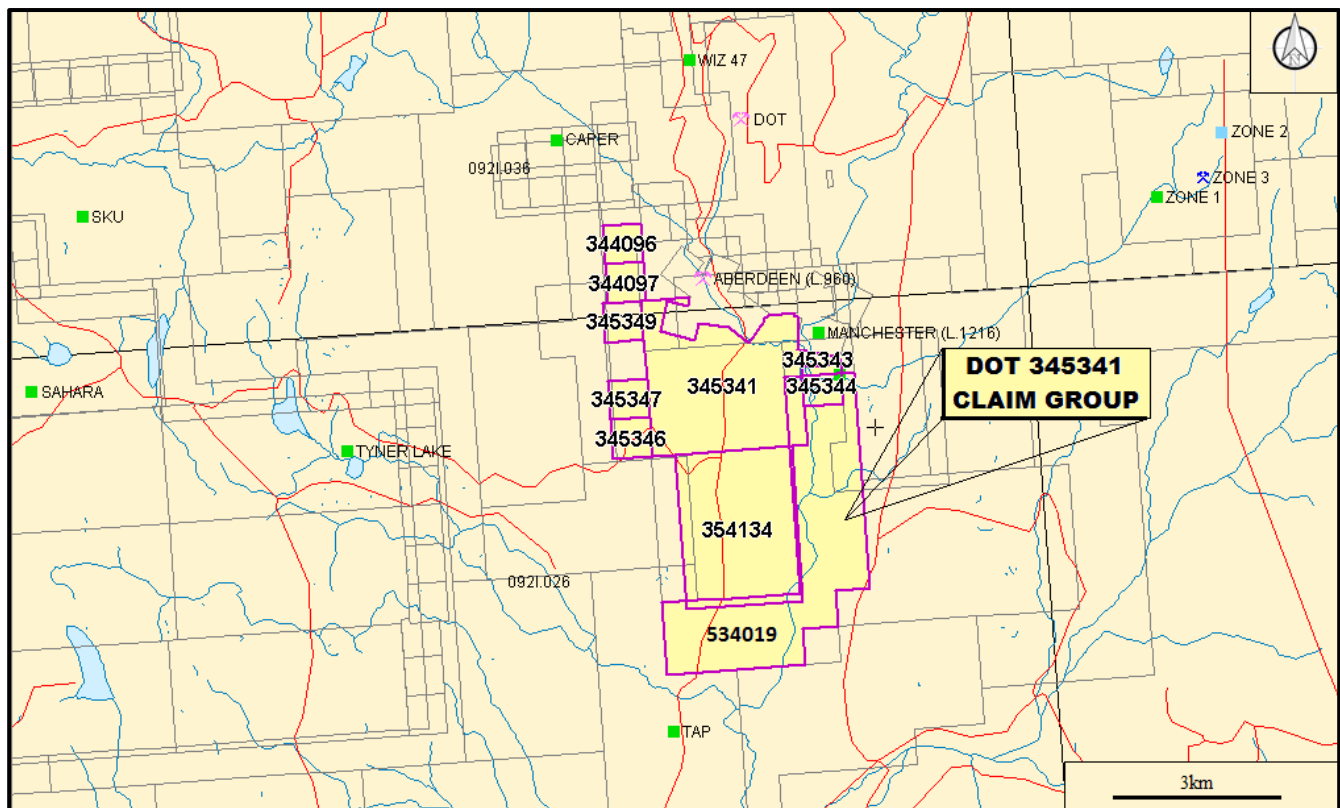 WIZ 47
DOT
CAPER
ZONE 2
092I.036
ZONE 3
ZONE 1
SKU
344096
344097
ABERDEEN (L.960)
345349
MANCHESTER (L.1216)
345343
345341
345344
DOT 345341
CLAIM GROUP
SAHARA
345347
345346
TYNER LAKE
354134
092I.026
534019
TAP
3km
N